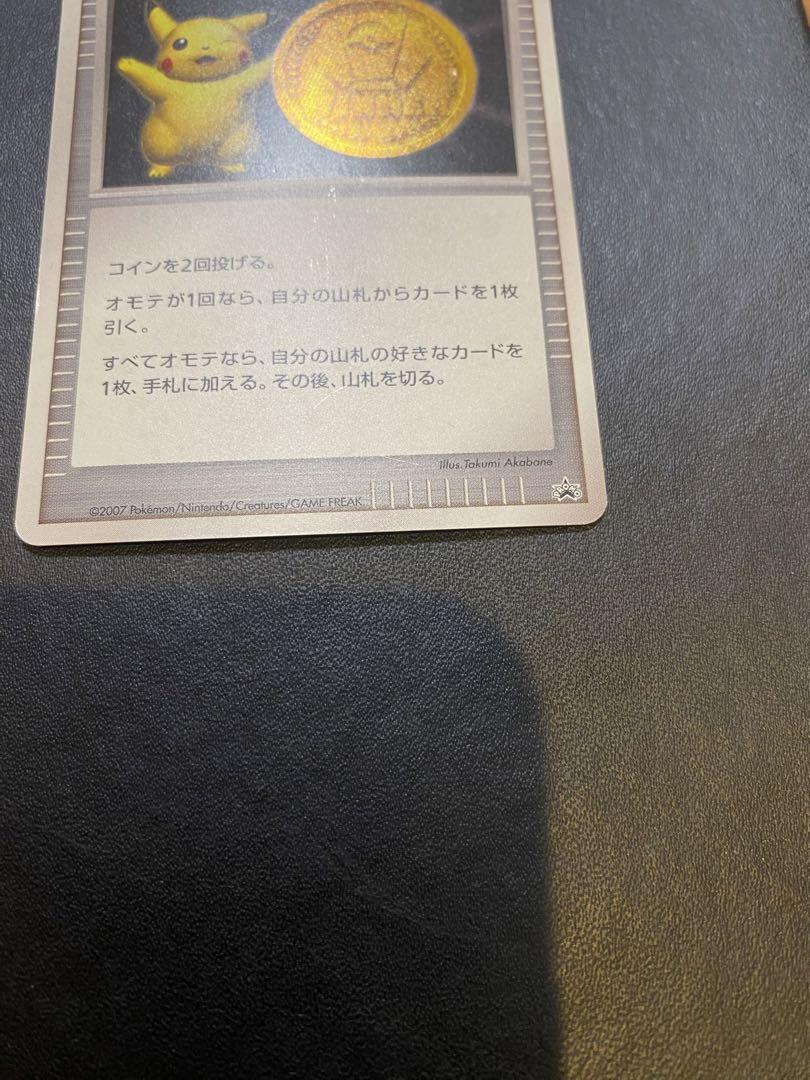 コインを2回投げる。
オモテが1回なら、自分の山札からカードを1枚
引く。
すべてオモテなら、自分の山札の好きなカードを
1枚、手札に加える。その後、山札を切る。
Illus.Takumi Akabane
©2007 Pokémon/Nintendo/Creatures/GAME FREAK